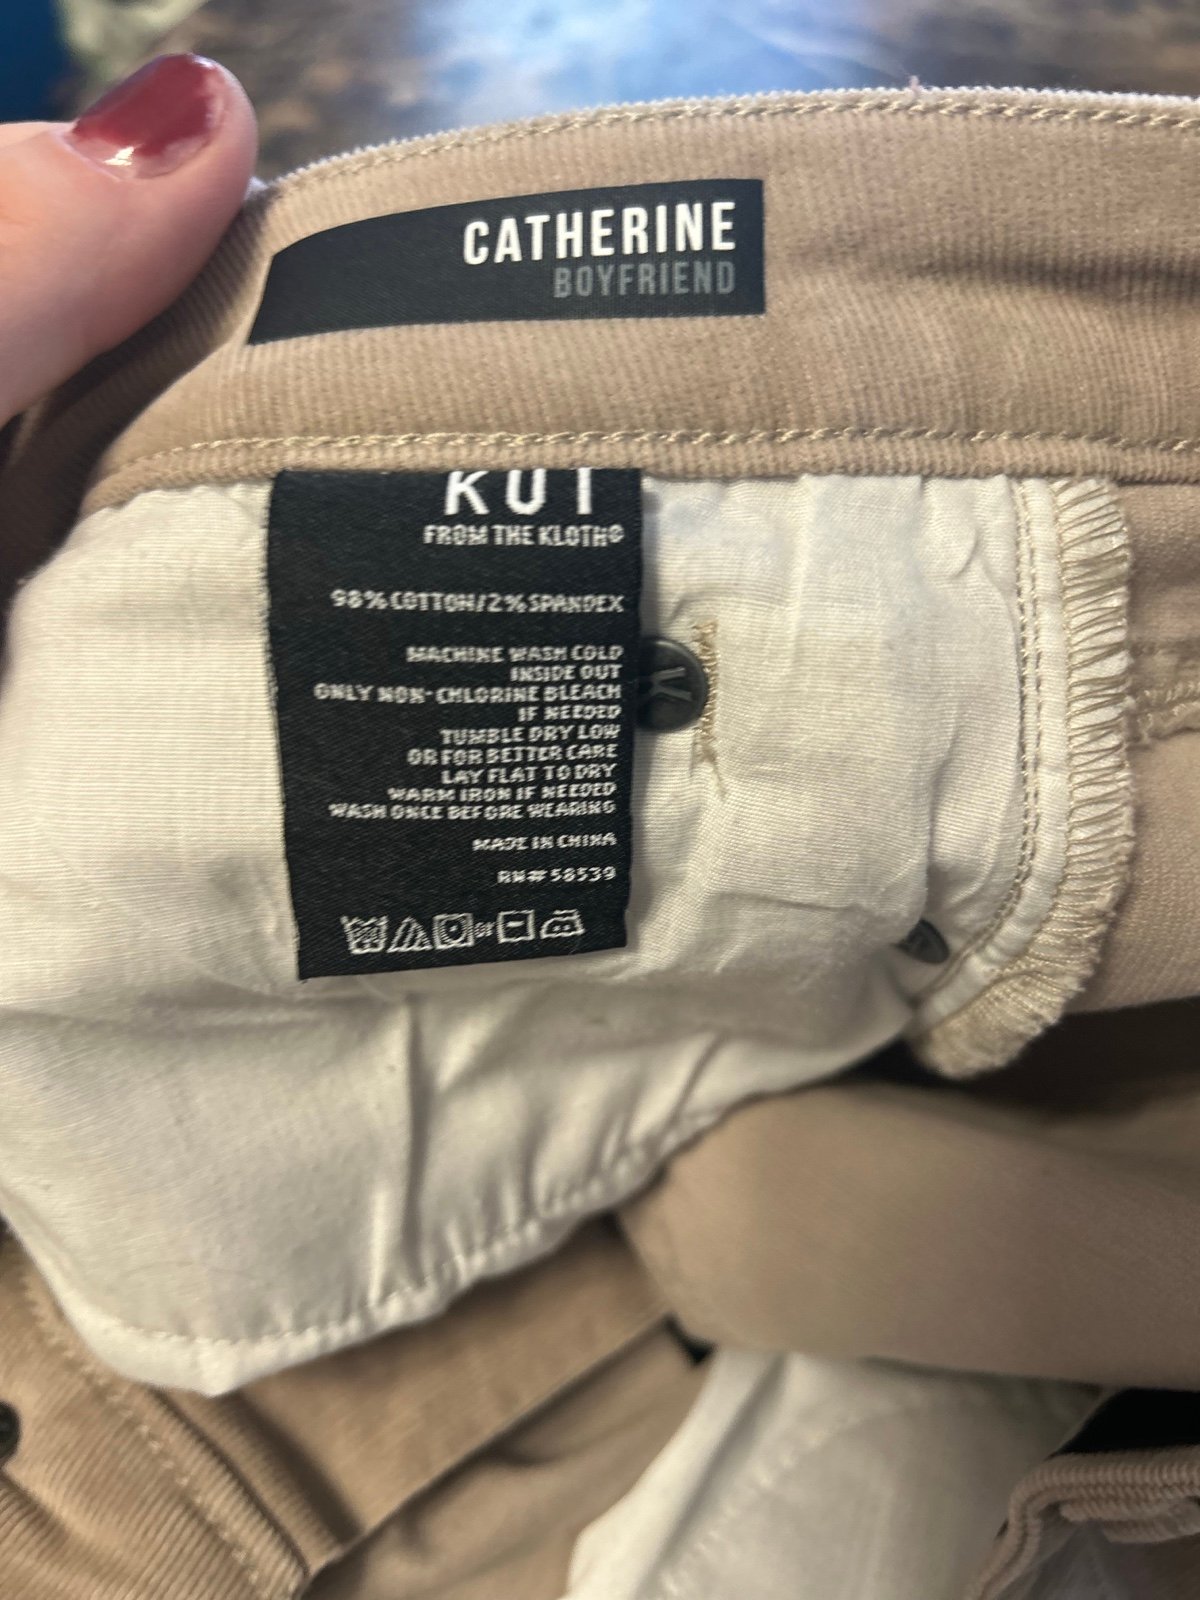 CATHERINE
BOYFRIEND
KUT
FROM THE KLOTH®
98% COTTON/2% SPANDEX
MACHINE WASH COLD
INSIDE OUT
ONLY NON-CHLORINE BLEACH
IF NEEDED
TUMBLE DRY LOW
OR FOR BETTER CARE
LAY FLAT TO DRY
WARM IRON IF NEEDED
WASH ONCE BEFORE WEARING
MADE IN CHINA
RN# 58539
or
K